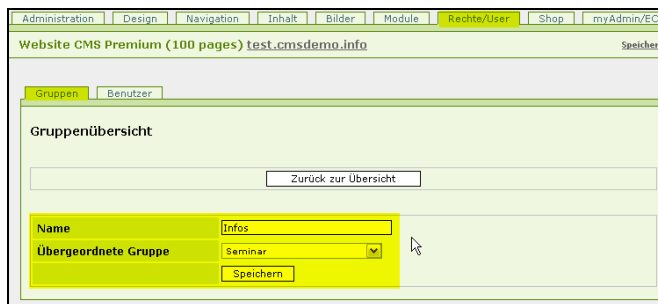 Administration Design Navigation Inhalt Bilder Module Rechte/User Shop myAdmin/EC
Website CMS Premium (100 pages) test.cmsdemo.info Speicher
Gruppen Benutzer
Gruppenübersicht
Zurück zur Übersicht
Name Infos
Übergeordnete Gruppe Seminar
Speichern